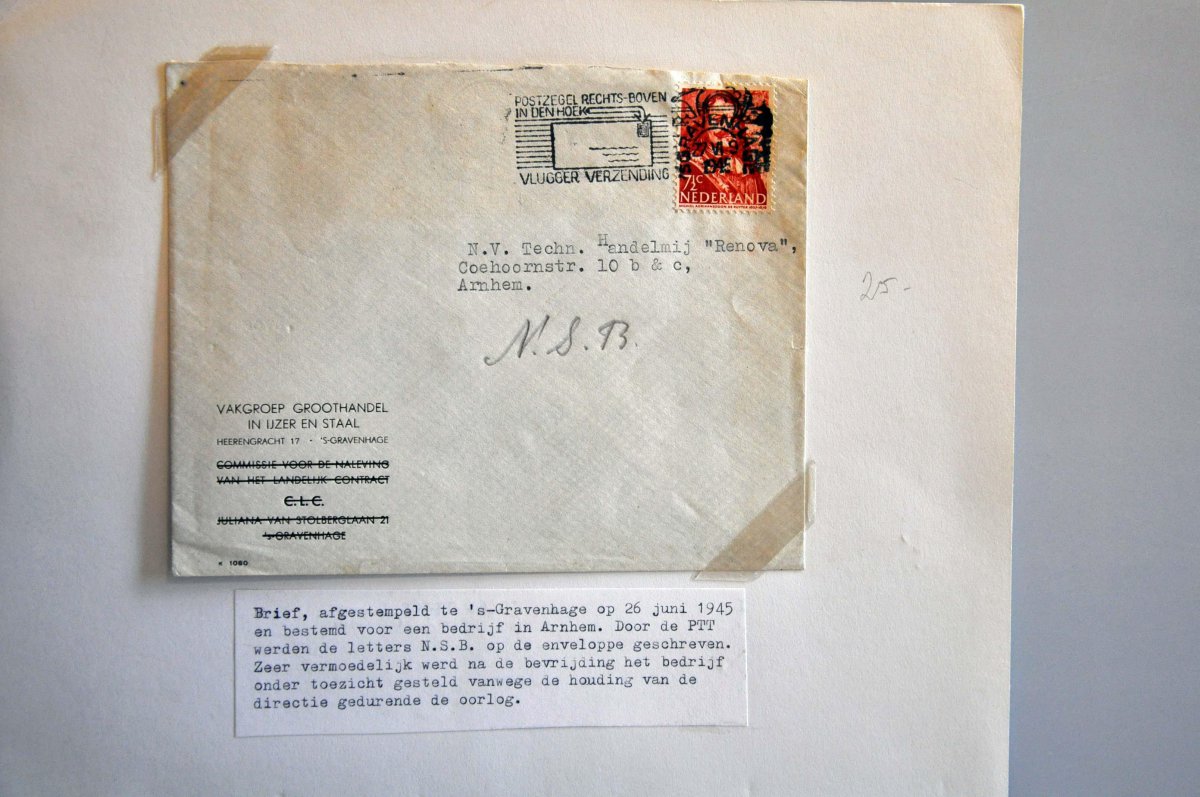 POSTZEGEL RECHTS-BOVEN
IN DEN HOEK
VLUGGER VERZENDING
7½c
NEDERLAND
N.V. Techn. Handelmij "Renova",
Coehoornstr. 10 b & c,
Arnhem.
25-
N.S.B.
VAKGROEP GROOTHANDEL
IN IJZER EN STAAL
HEERENGRACHT 17 · 'S-GRAVENHAGE
COMMISSIE VOOR DE NALEVING
VAN HET LANDELIJK CONTRACT
C.L.C.
JULIANA VAN STOLBERGLAAN 21
's-GRAVENHAGE
K 1060
Brief, afgestempeld te 's-Gravenhage op 26 juni 1945
en bestemd voor een bedrijf in Arnhem. Door de PTT
werden de letters N.S.B. op de enveloppe geschreven.
Zeer vermoedelijk werd na de bevrijding het bedrijf
onder toezicht gesteld vanwege de houding van de
directie gedurende de oorlog.